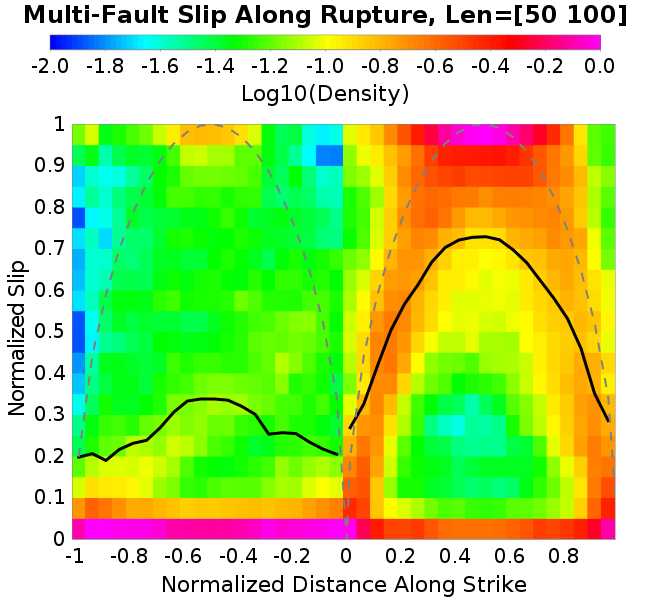 Multi-Fault Slip Along Rupture, Len=[50 100]
-2.0 -1.8 -1.6 -1.4 -1.2 -1.0 -0.8 -0.6 -0.4 -0.2 0.0
Log10(Density)
1
0.9
0.8
0.7
0.6
0.5
0.4
0.3
0.2
0.1
0
Normalized Slip
-1 -0.8 -0.6 -0.4 -0.2 0 0.2 0.4 0.6 0.8
Normalized Distance Along Strike